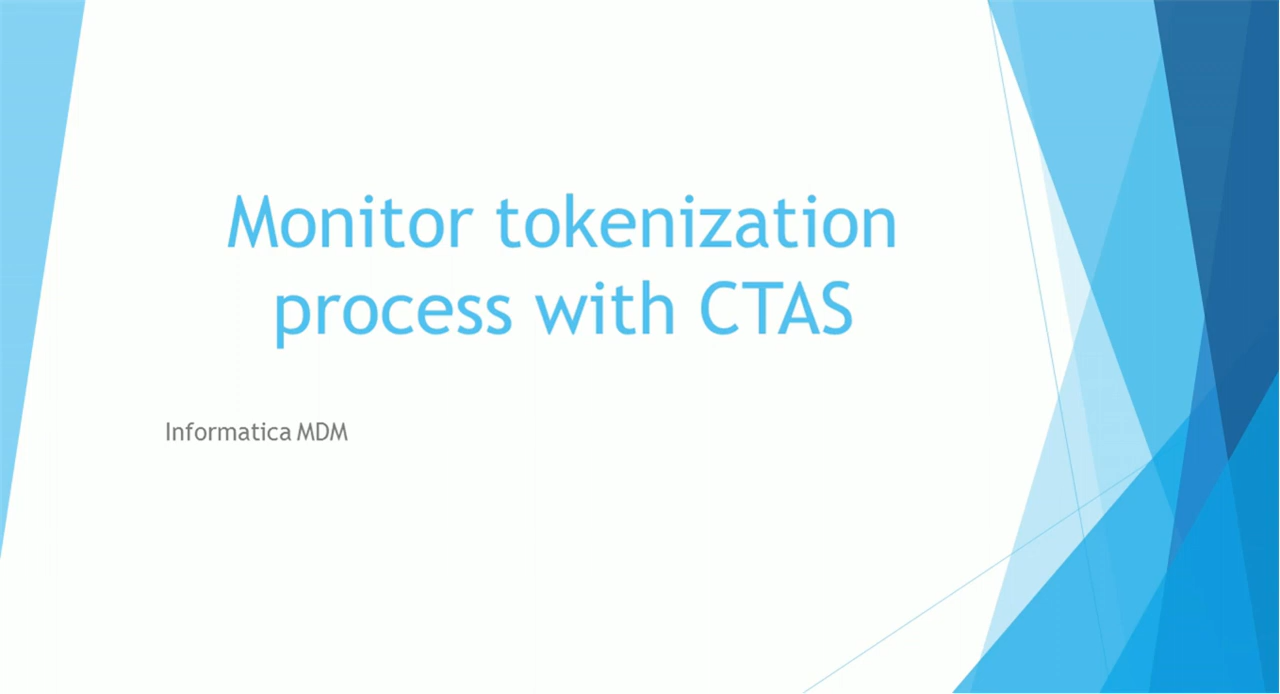 Monitor tokenization
process with CTAS
Informatica MDM